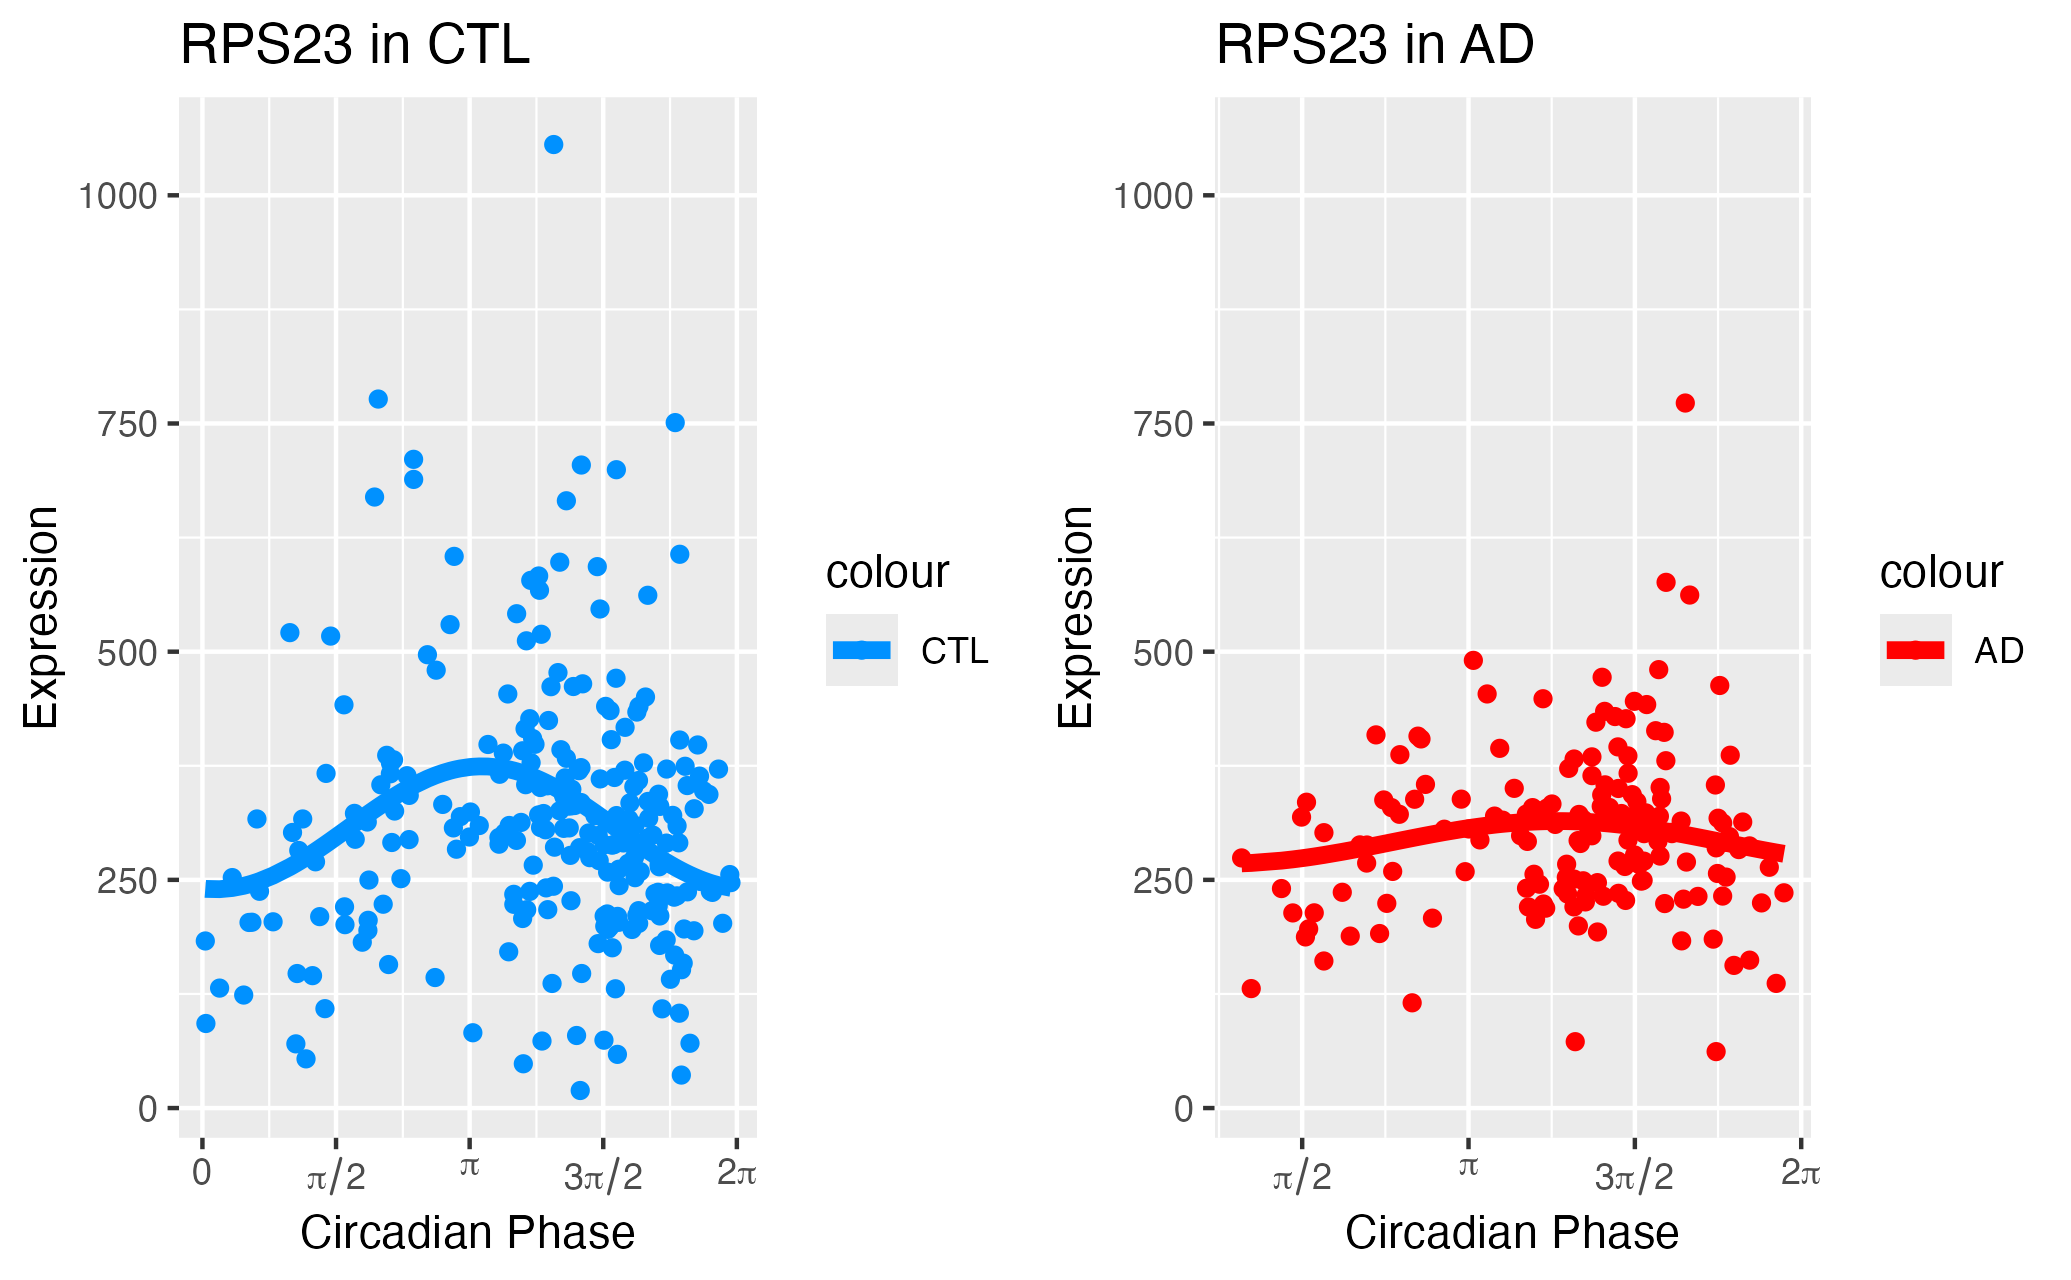 RPS23 in CTL
Expression
1000
750
500
250
0
0
π/2
π
3π/2
2π
Circadian Phase
colour
CTL
RPS23 in AD
Expression
1000
750
500
250
0
π/2
π
3π/2
2π
Circadian Phase
colour
AD